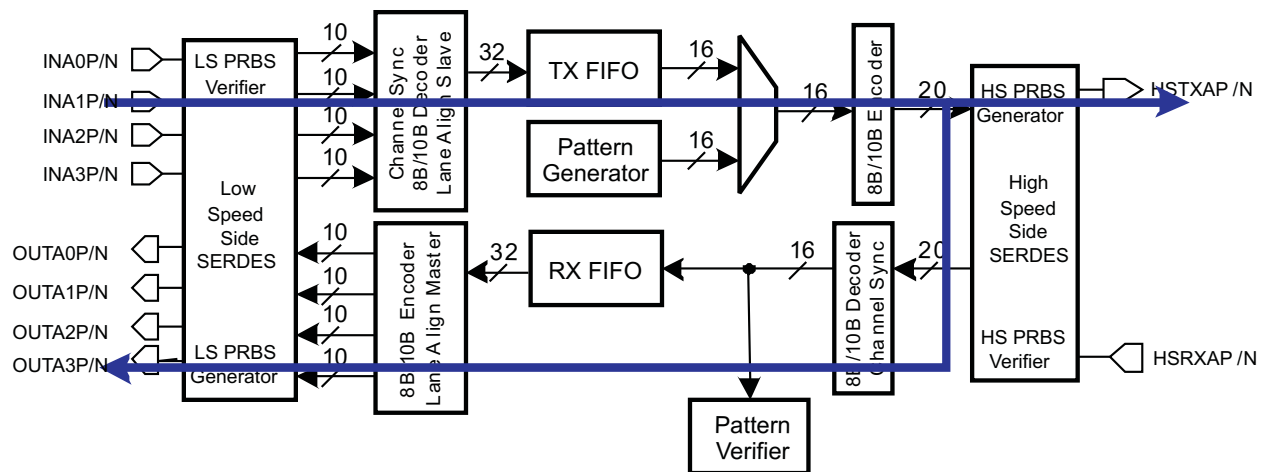 INA0P/N
INA1P/N
INA2P/N
INA3P/N
OUTA0P/N
OUTA1P/N
OUTA2P/N
OUTA3P/N
LS PRBS
Verifier
Low
Speed
Side
SERDES
LS PRBS
Generator
10
10
10
10
10
10
10
10
Channel Sync
8B/10B Decoder
Lane Align Slave
8B/10B Encoder
Lane Align Master
32
TX FIFO
16
Pattern
Generator
16
16
8B/10B Encoder
20
32
RX FIFO
16
8B/10B Decoder
Channel Sync
20
Pattern
Verifier
HS PRBS
Generator
High
Speed
Side
SERDES
HS PRBS
Verifier
HSTXAP/N
HSRXAP/N